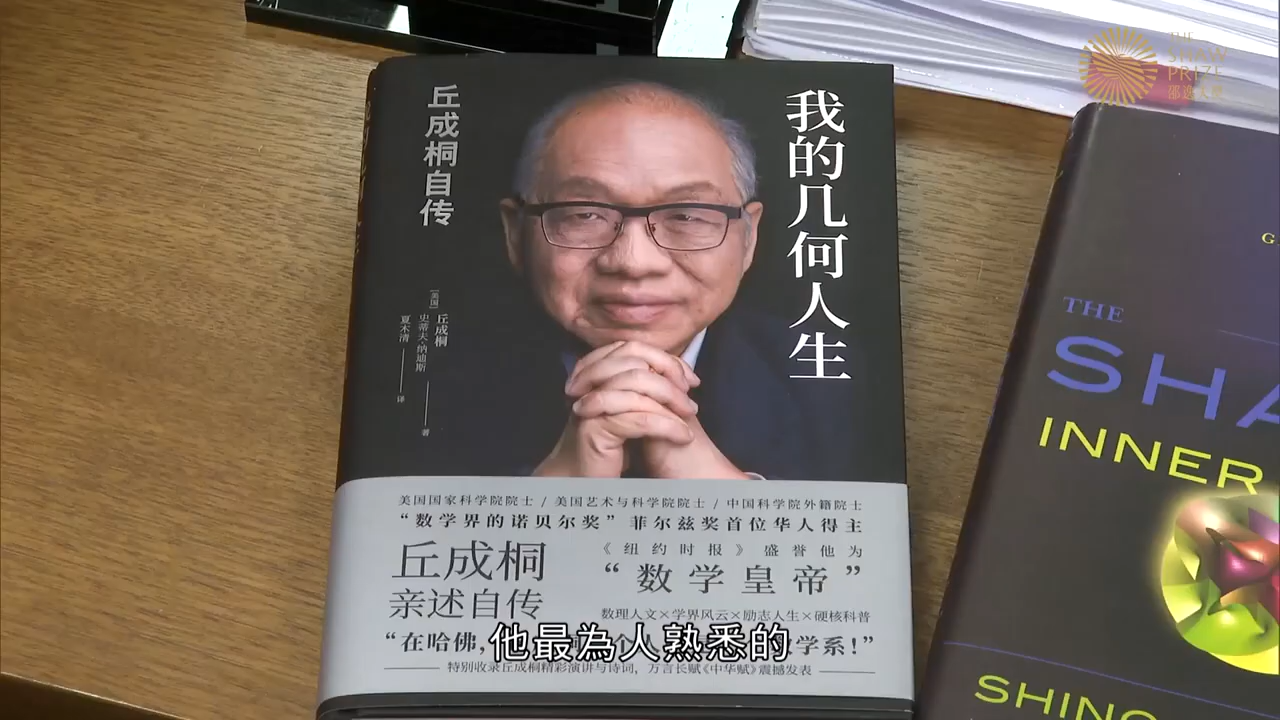 THE
SHAW
PRIZE
邵逸夫獎
丘成桐自传
我的几何人生
[美国]
丘成桐
史蒂夫·纳迪斯
著
夏木清
译
美国国家科学院院士 / 美国艺术与科学院院士 / 中国科学院外籍院士
“数学界的诺贝尔奖”菲尔兹奖首位华人得主
丘成桐
亲述自传
《纽约时报》盛誉他为
“数学皇帝”
数理人文×学界风云×励志人生×硬核科普
“在哈佛,
学系!”
特别收录丘成桐精彩演讲与诗词,万言长赋《中华赋》震撼发表
他最為人熟悉的
G
THE
SHA
INNER
SHING